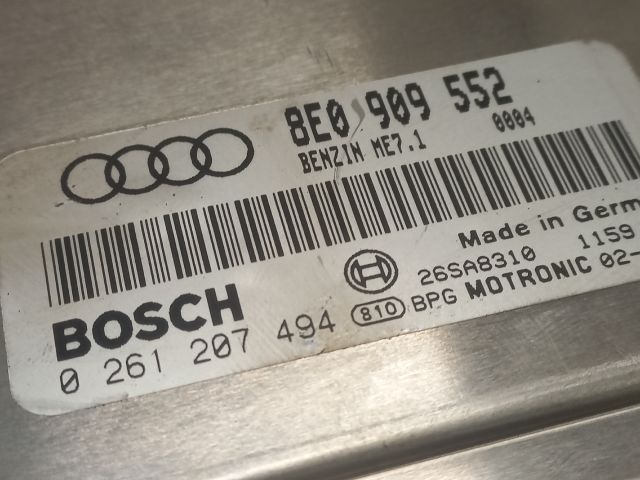 8E0 909 552
BENZIN ME7.1 0004
Made in Germ
26SA8310 1159
810 BPG MOTRONIC 02-
BOSCH
0 261 207 494